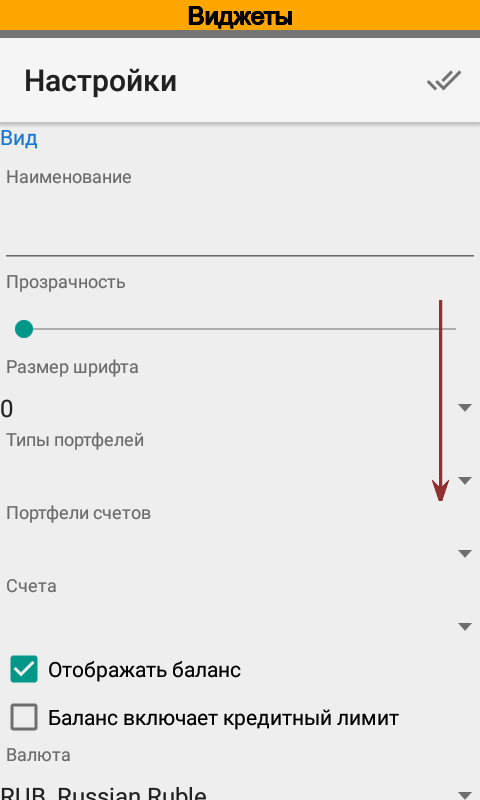 Виджеты
Настройки
Вид
Наименование
Прозрачность
Размер шрифта
0
Типы портфелей
Портфели счетов
Счета
Отображать баланс
Баланс включает кредитный лимит
Валюта
RUB, Russian Ruble